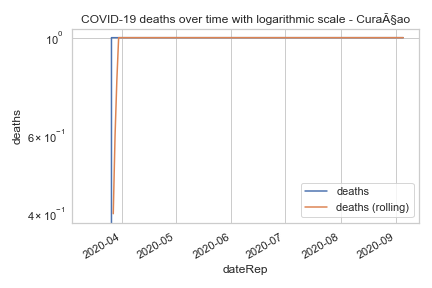 COVID-19 deaths over time with logarithmic scale - CuraÃ§ao
deaths
10⁰
6 × 10⁻¹
4 × 10⁻¹
deaths
deaths (rolling)
2020-04
2020-05
2020-06
2020-07
2020-08
2020-09
dateRep